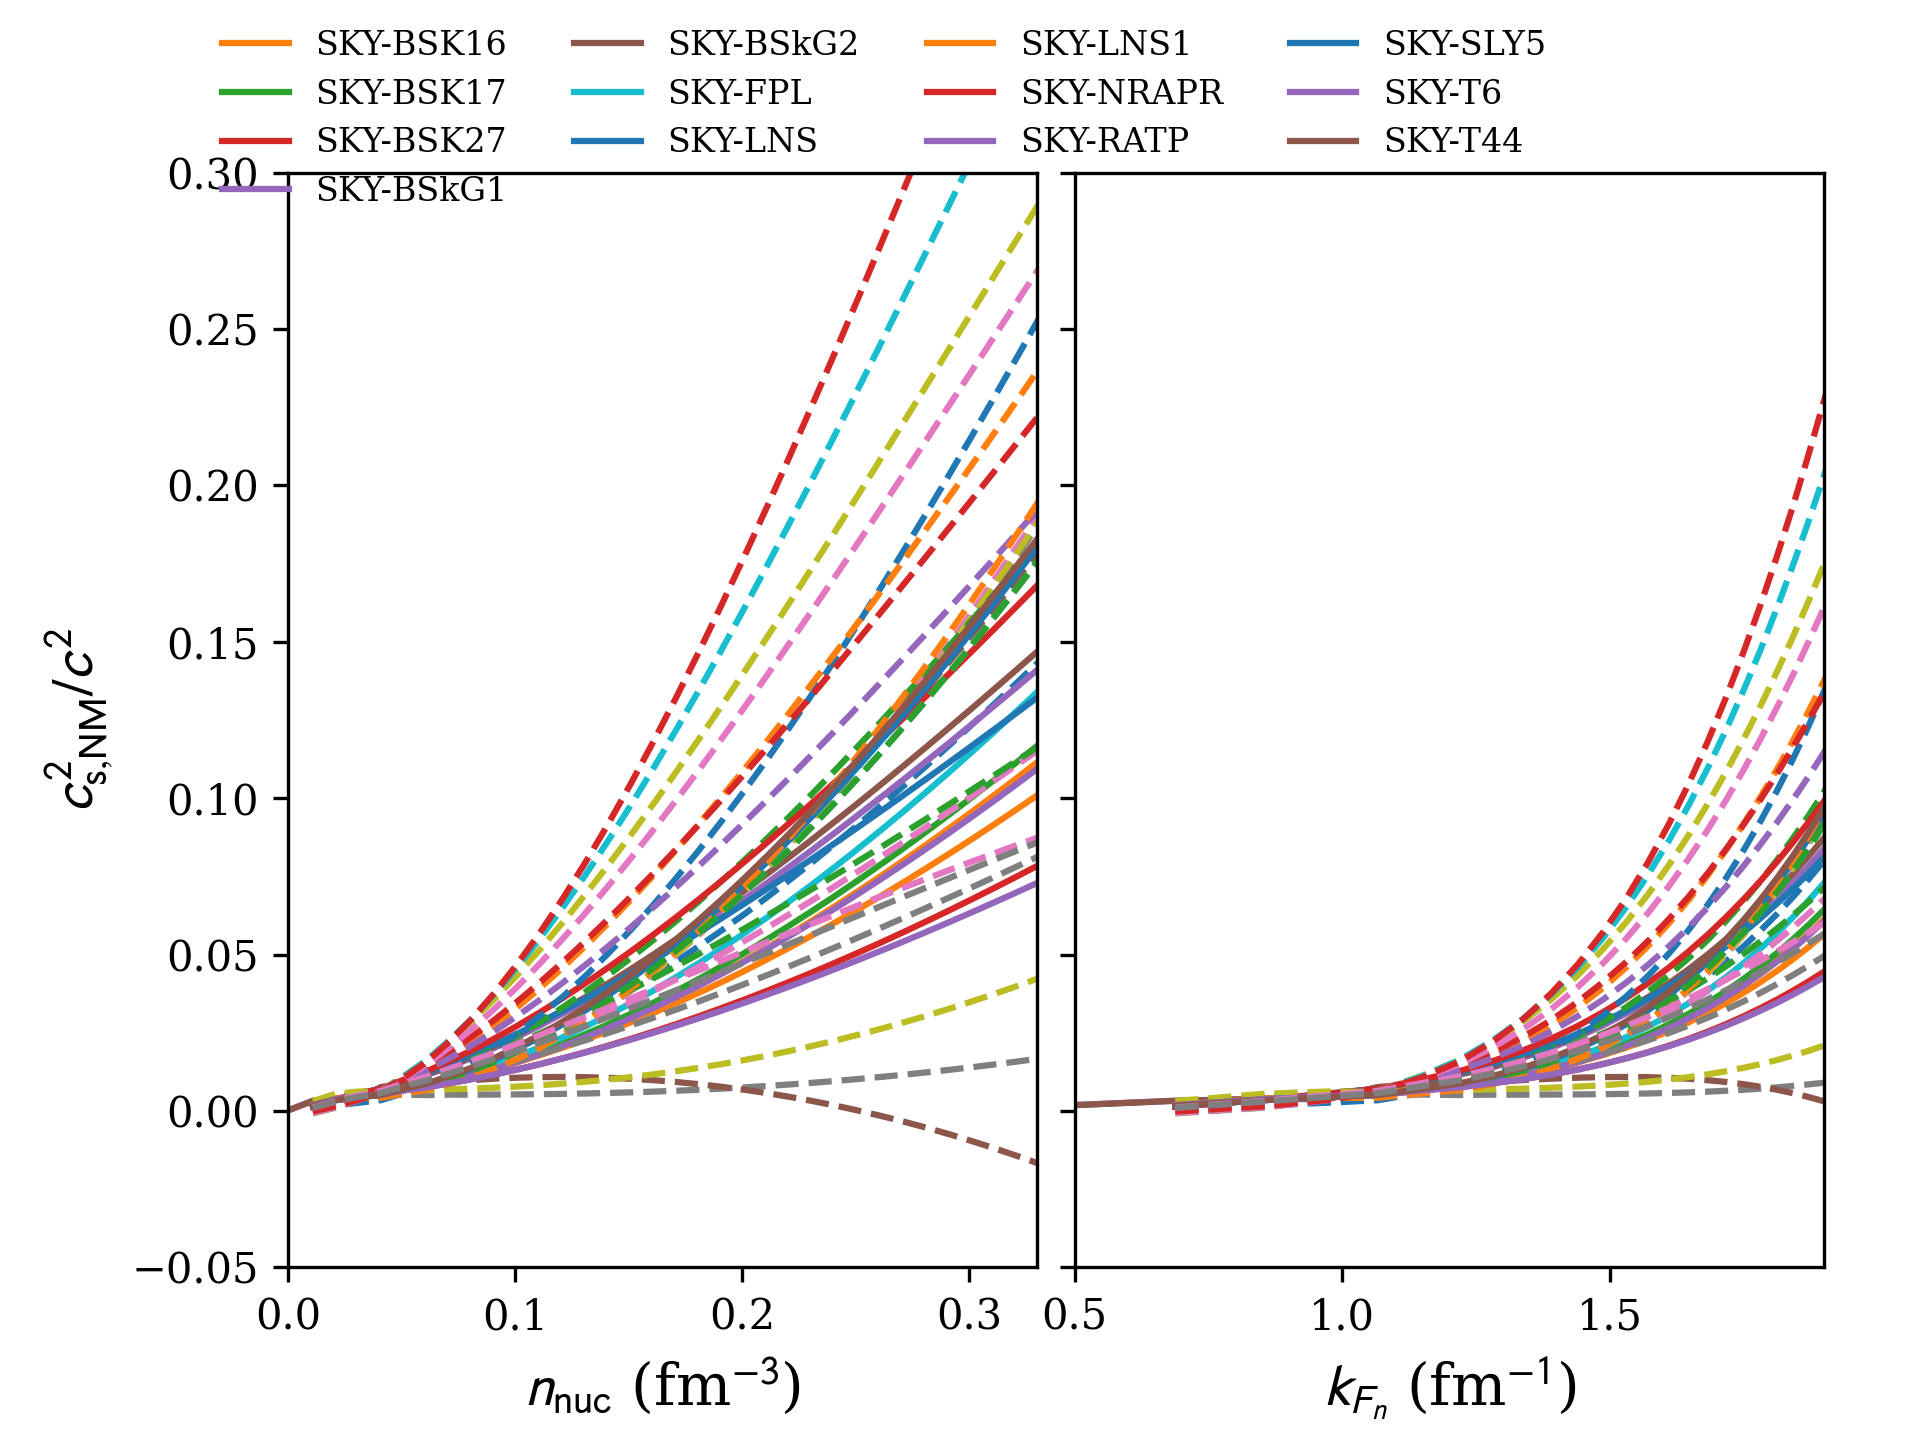 SKY-BSK16 SKY-BSkG2 SKY-LNS1 SKY-SLY5
SKY-BSK17 SKY-FPL SKY-NRAPR SKY-T6
SKY-BSK27 SKY-LNS SKY-RATP SKY-T44
SKY-BSkG1
0.30
0.25
0.20
0.15
0.10
0.05
0.00
−0.05
c²s,NM/c²
0.0 0.1 0.2 0.3 0.5 1.0 1.5
n_nuc (fm⁻³) k_Fₙ (fm⁻¹)